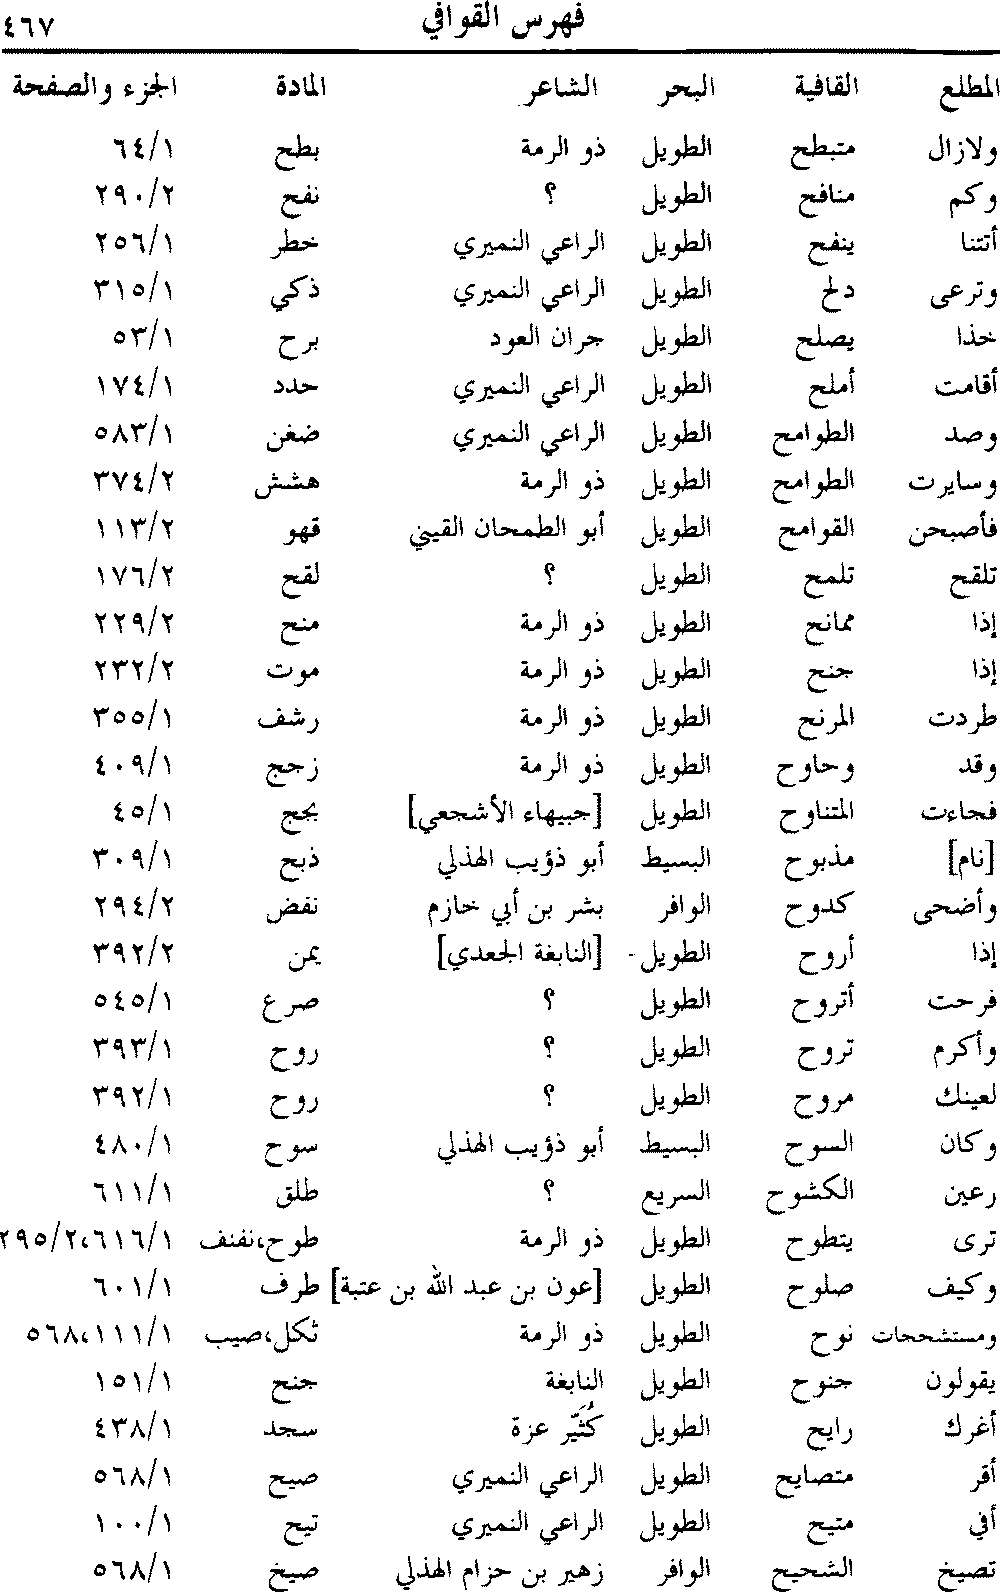 فهرس القوافي ٤٦٧
المطلع القافية البحر الشاعر المادة الجزء والصفحة
ولازال متبطح الطويل ذو الرمة بطح ٦٤/١
وكم منافح الطويل ؟ نفح ٢٩٠/٢
أتتنا ينفح الطويل الراعي النميري خطر ٢٥٦/١
وترعى دلح الطويل الراعي النميري ذكي ٣١٥/١
خذا يصلح الطويل جران العود برح ٥٣/١
أقامت أملح الطويل الراعي النميري حدد ١٧٤/١
وصد الطوامح الطويل الراعي النميري ضغن ٥٨٣/١
وسايرت الطوامح الطويل ذو الرمة هشش ٣٧٤/٢
فأصبحن القوامح الطويل أبو الطمحان القيني قهو ١١٣/٢
تلقح تلمح الطويل ؟ لقح ١٧٦/٢
إذا ممانح الطويل ذو الرمة منح ٢٢٩/٢
إذا جنح الطويل ذو الرمة موت ٢٣٢/٢
طردت المرنح الطويل ذو الرمة رشف ٣٥٥/١
وقد وحاوح الطويل ذو الرمة زجج ٤٠٩/١
فجاءت المتناوح الطويل [جبيهاء الأشجعي] بجج ٤٥/١
[نام] مذبوح البسيط أبو ذؤيب الهذلي ذبح ٣٠٩/١
وأضحى كدوح الوافر بشر بن أبي خازم نفض ٢٩٤/٢
إذا أروح الطويل [النابغة الجعدي] يمن ٣٩٢/٢
فرحت أتروح الطويل ؟ صرع ٥٤٥/١
وأكرم تروح الطويل ؟ روح ٣٩٣/١
لعينك مروح الطويل ؟ روح ٣٩٢/١
وكان السوح البسيط أبو ذؤيب الهذلي سوح ٤٨٠/١
رعين الكشوح السريع ؟ طلق ٦١١/١
ترى يتطوح الطويل ذو الرمة طوح،نفنف ٦١٦/١،٢٩٥/٢
وكيف صلوح الطويل [عون بن عبد الله بن عتبة] طرف ٦٠١/١
ومستشحجات نوح الطويل ذو الرمة ثكل،صيب ١١١/١،٥٦٨
يقولون جنوح الطويل النابغة جنح ١٥١/١
أغرك رايح الطويل كُثَيّر عزة سجد ٤٣٨/١
أقر متصايح الطويل الراعي النميري صيح ٥٦٨/١
أفي متيح الطويل الراعي النميري تيح ١٠٠/١
تصيخ الشحيح الوافر زهير بن حزام الهذلي صيخ ٥٦٨/١